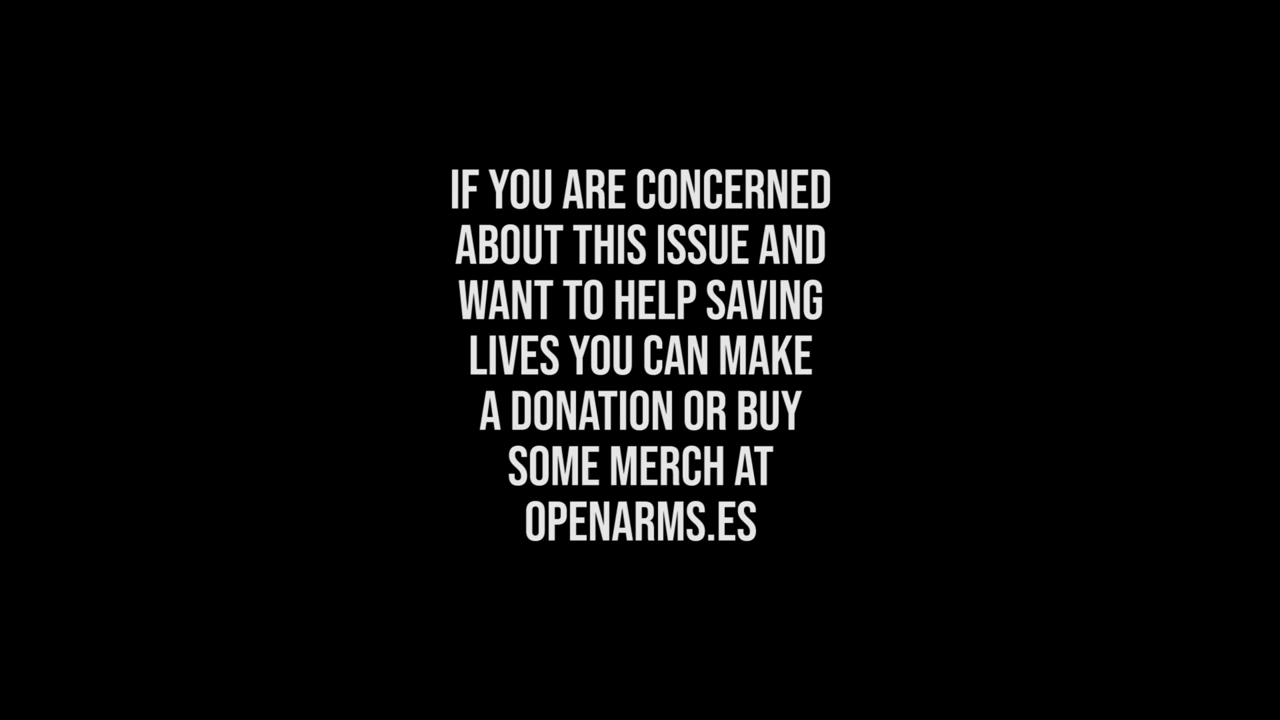 IF YOU ARE CONCERNED
ABOUT THIS ISSUE AND
WANT TO HELP SAVING
LIVES YOU CAN MAKE
A DONATION OR BUY
SOME MERCH AT
OPENARMS.ES